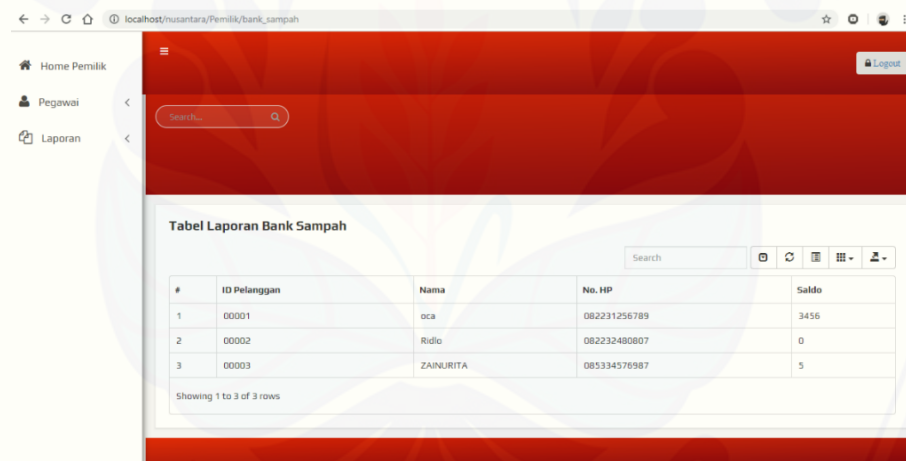 localhost/nusantara/Pemilik/bank_sampah
Home Pemilik
Pegawai
Laporan
Logout
Search...
Tabel Laporan Bank Sampah
Search
# ID Pelanggan Nama No. HP Saldo
1 00001 oca 082231256789 3456
2 00002 Ridlo 082232480807 0
3 00003 ZAINURITA 085334576987 5
Showing 1 to 3 of 3 rows